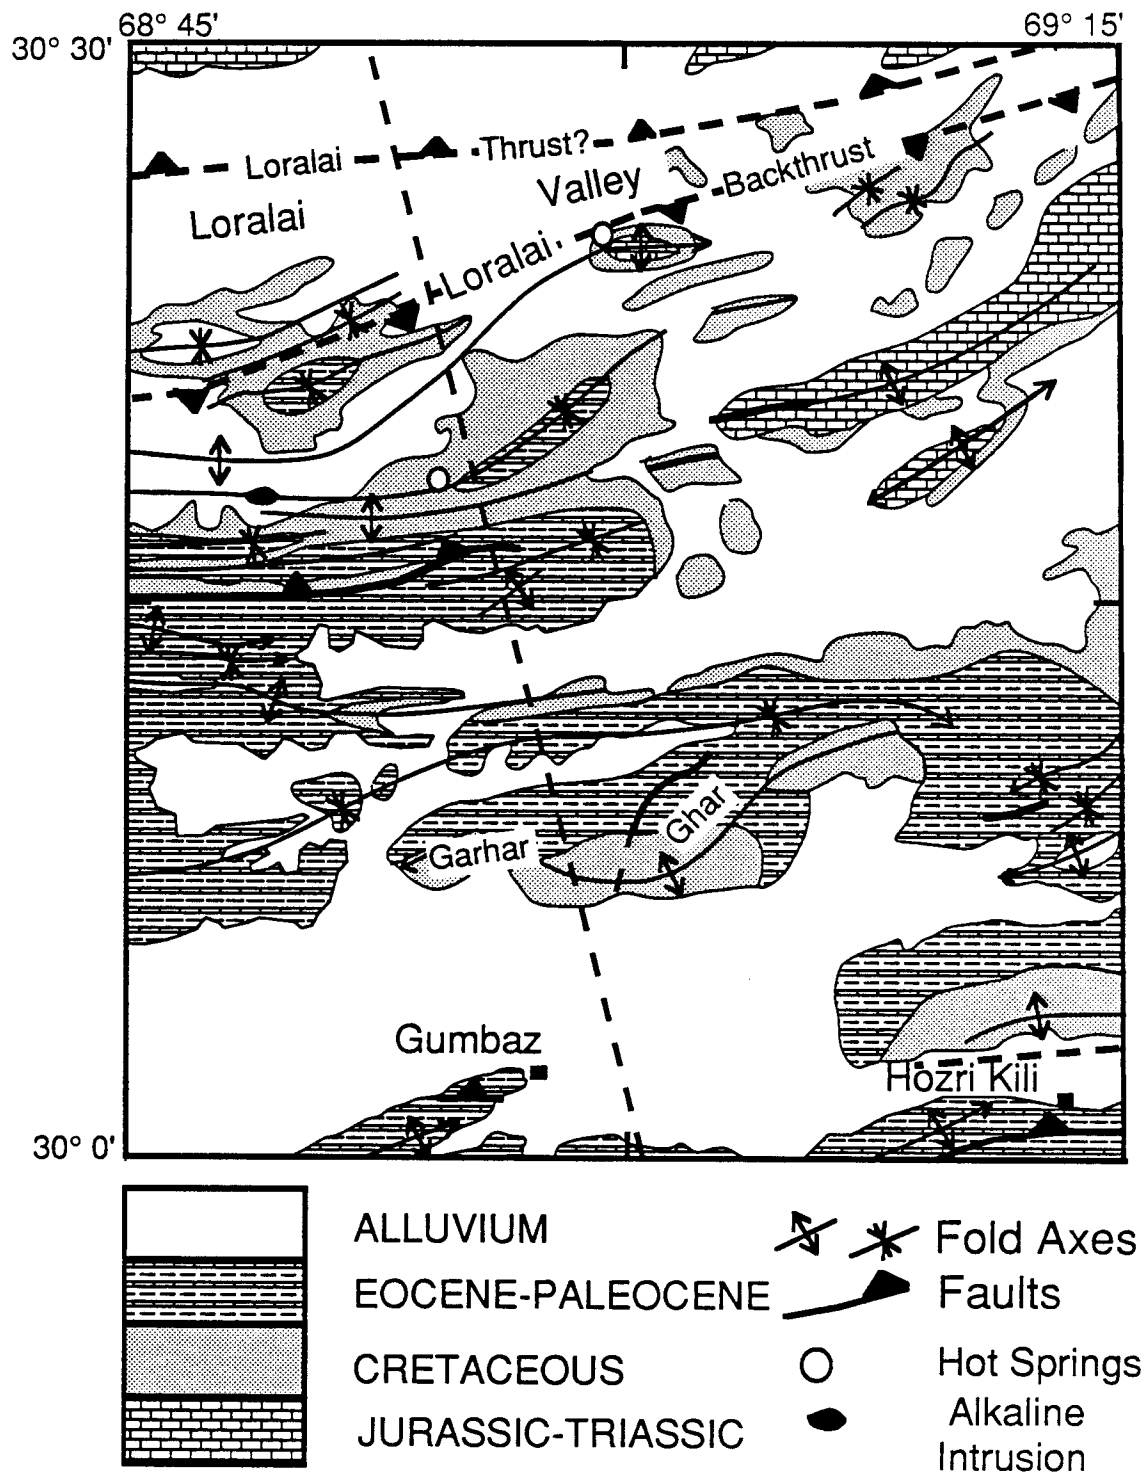 68° 45'
69° 15'
30° 30'
Loralai
Thrust?
Valley
Backthrust
Loralai
Loralai
Ghar
Garhar
Gumbaz
Hozri Kili
30° 0'
ALLUVIUM
EOCENE-PALEOCENE
CRETACEOUS
JURASSIC-TRIASSIC
Fold Axes
Faults
Hot Springs
Alkaline
Intrusion